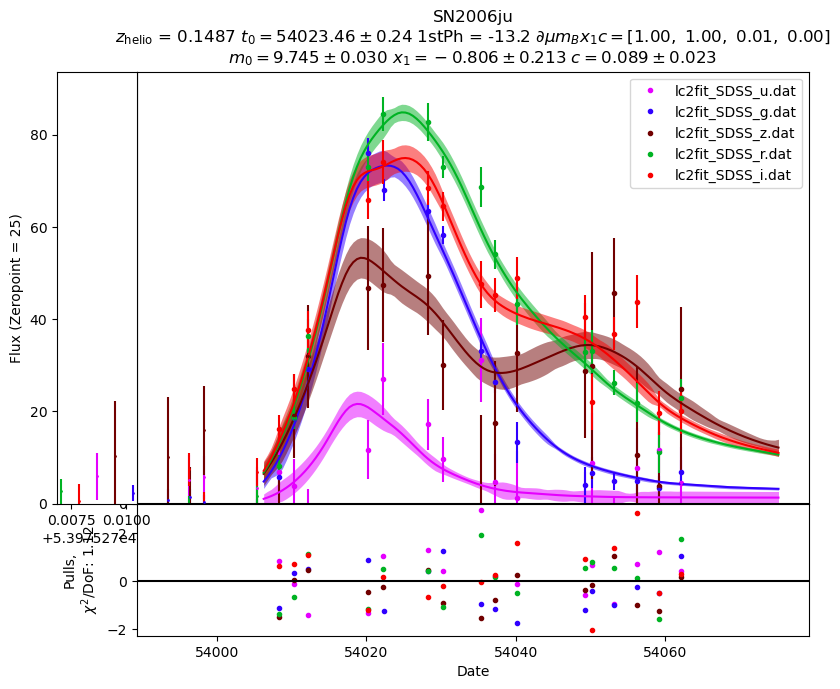 SN2006ju
z_helio = 0.1487 t_0 = 54023.46 ± 0.24 1stPh = -13.2 ∂μm_Bx_1c = [1.00, 1.00, 0.01, 0.00]
m_0 = 9.745 ± 0.030 x_1 = −0.806 ± 0.213 c = 0.089 ± 0.023
lc2fit_SDSS_u.dat
lc2fit_SDSS_g.dat
lc2fit_SDSS_z.dat
lc2fit_SDSS_r.dat
lc2fit_SDSS_i.dat
Flux (Zeropoint = 25)
80
60
40
20
0
0.0075 0.0100
Pulls,
χ²/DoF:
2
0
−2
54000 54020 54040 54060
Date